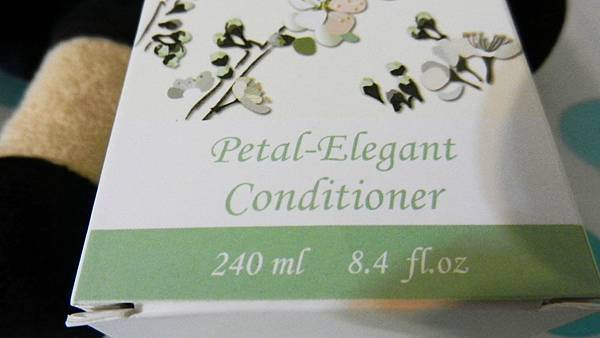 Petal-Elegant
Conditioner
240 ml 8.4 fl.oz